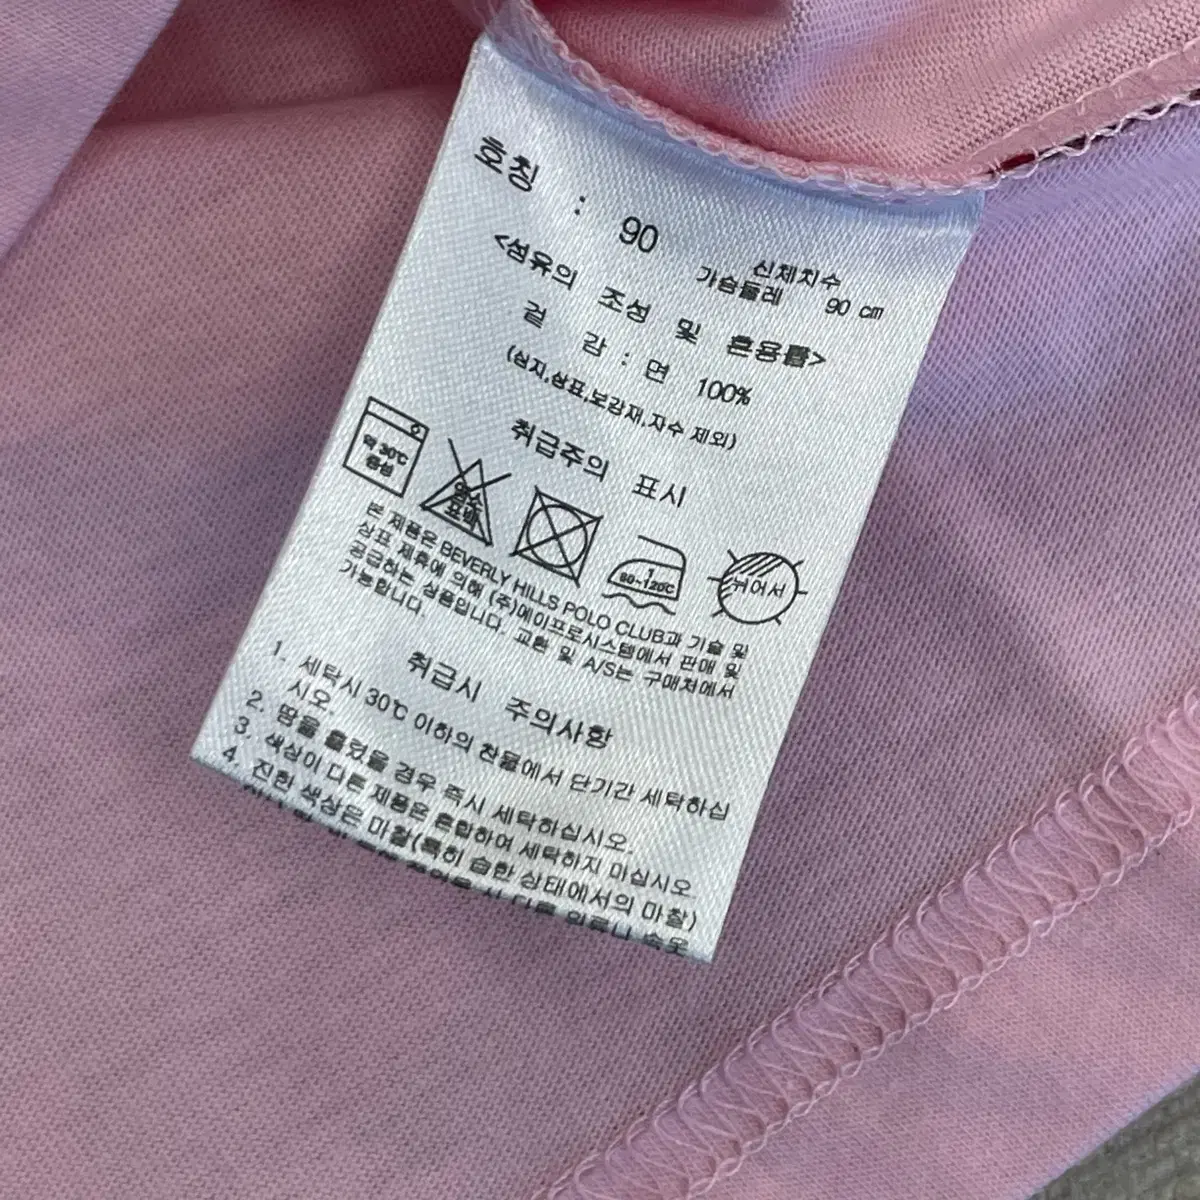 호칭 : 90
신체치수
가슴둘레 90 cm
<섬유의 조성 및 혼용률>
겉 감 : 면 100%
(심지,상표,보강재,자수 제외)
취급주의 표시
약 30℃
중성
염소
표백
1
80~120℃
뉘어서
본 제품은 BEVERLY HILLS POLO CLUB과 기술 및
상표 제휴에 의해 (주)에이프로시스템에서 판매 및
공급하는 상품입니다. 교환 및 A/S는 구매처에서
가능합니다.
취급시 주의사항
1. 세탁시 30℃ 이하의 찬물에서 단기간 세탁하십
시오.
2. 땀을 흘렸을 경우 즉시 세탁하십시오.
3. 색상이 다른 제품은 혼합하여 세탁하지 마십시오
4. 진한 색상은 마찰(특히 습한 상태에서의 마찰)